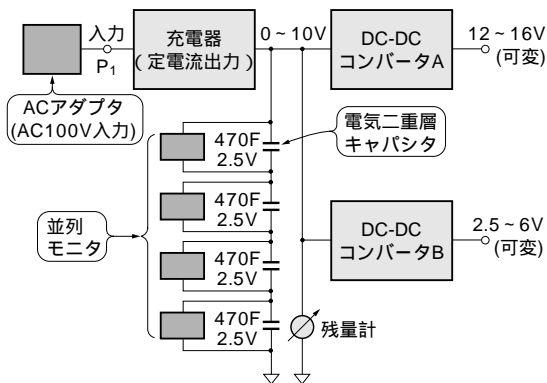 入力
P1
充電器
(定電流出力)
0~10V
DC-DC
コンバータA
12~16V
(可変)
ACアダプタ
(AC100V入力)
電気二重層
キャパシタ
470F
2.5V
470F
2.5V
並列
モニタ
470F
2.5V
470F
2.5V
DC-DC
コンバータB
2.5~6V
(可変)
残量計